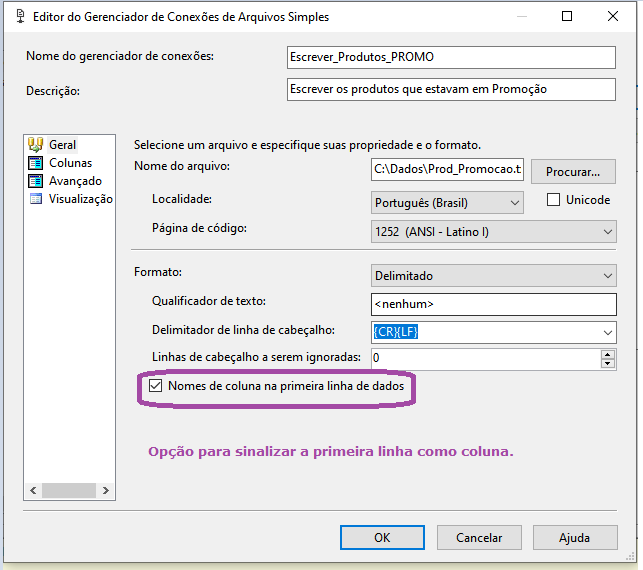 Editor do Gerenciador de Conexões de Arquivos Simples
Nome do gerenciador de conexões: Escrever_Produtos_PROMO
Descrição: Escrever os produtos que estavam em Promoção
Geral
Colunas
Avançado
Visualização
Selecione um arquivo e especifique suas propriedade e o formato.
Nome do arquivo: C:\Dados\Prod_Promocao.t Procurar...
Localidade: Português (Brasil) Unicode
Página de código: 1252 (ANSI - Latino I)
Formato: Delimitado
Qualificador de texto: <nenhum>
Delimitador de linha de cabeçalho: {CR}{LF}
Linhas de cabeçalho a serem ignoradas: 0
Nomes de coluna na primeira linha de dados
Opção para sinalizar a primeira linha como coluna.
OK Cancelar Ajuda